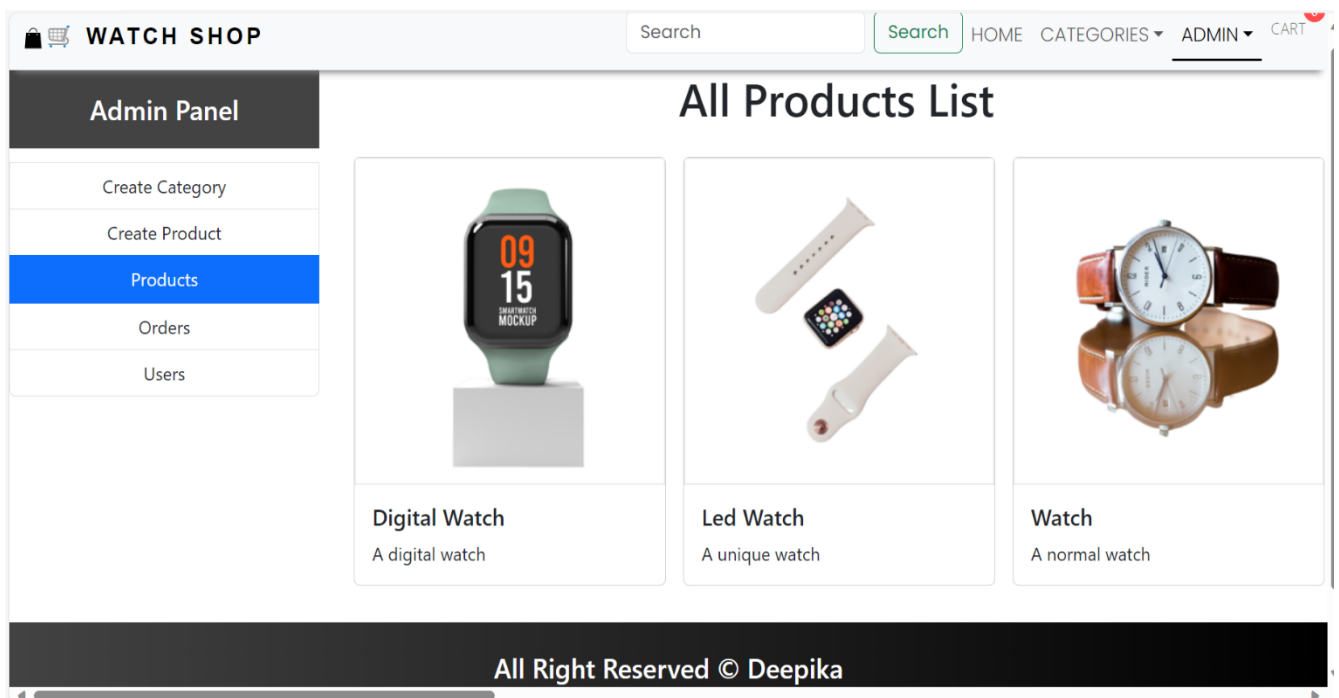 WATCH SHOP
Search
Search
HOME
CATEGORIES
ADMIN
CART
Admin Panel
All Products List
Create Category
Create Product
Products
Orders
Users
09
15
SMARTWATCH
MOCKUP
RIDER
Digital Watch
Led Watch
Watch
A digital watch
A unique watch
A normal watch
All Right Reserved © Deepika